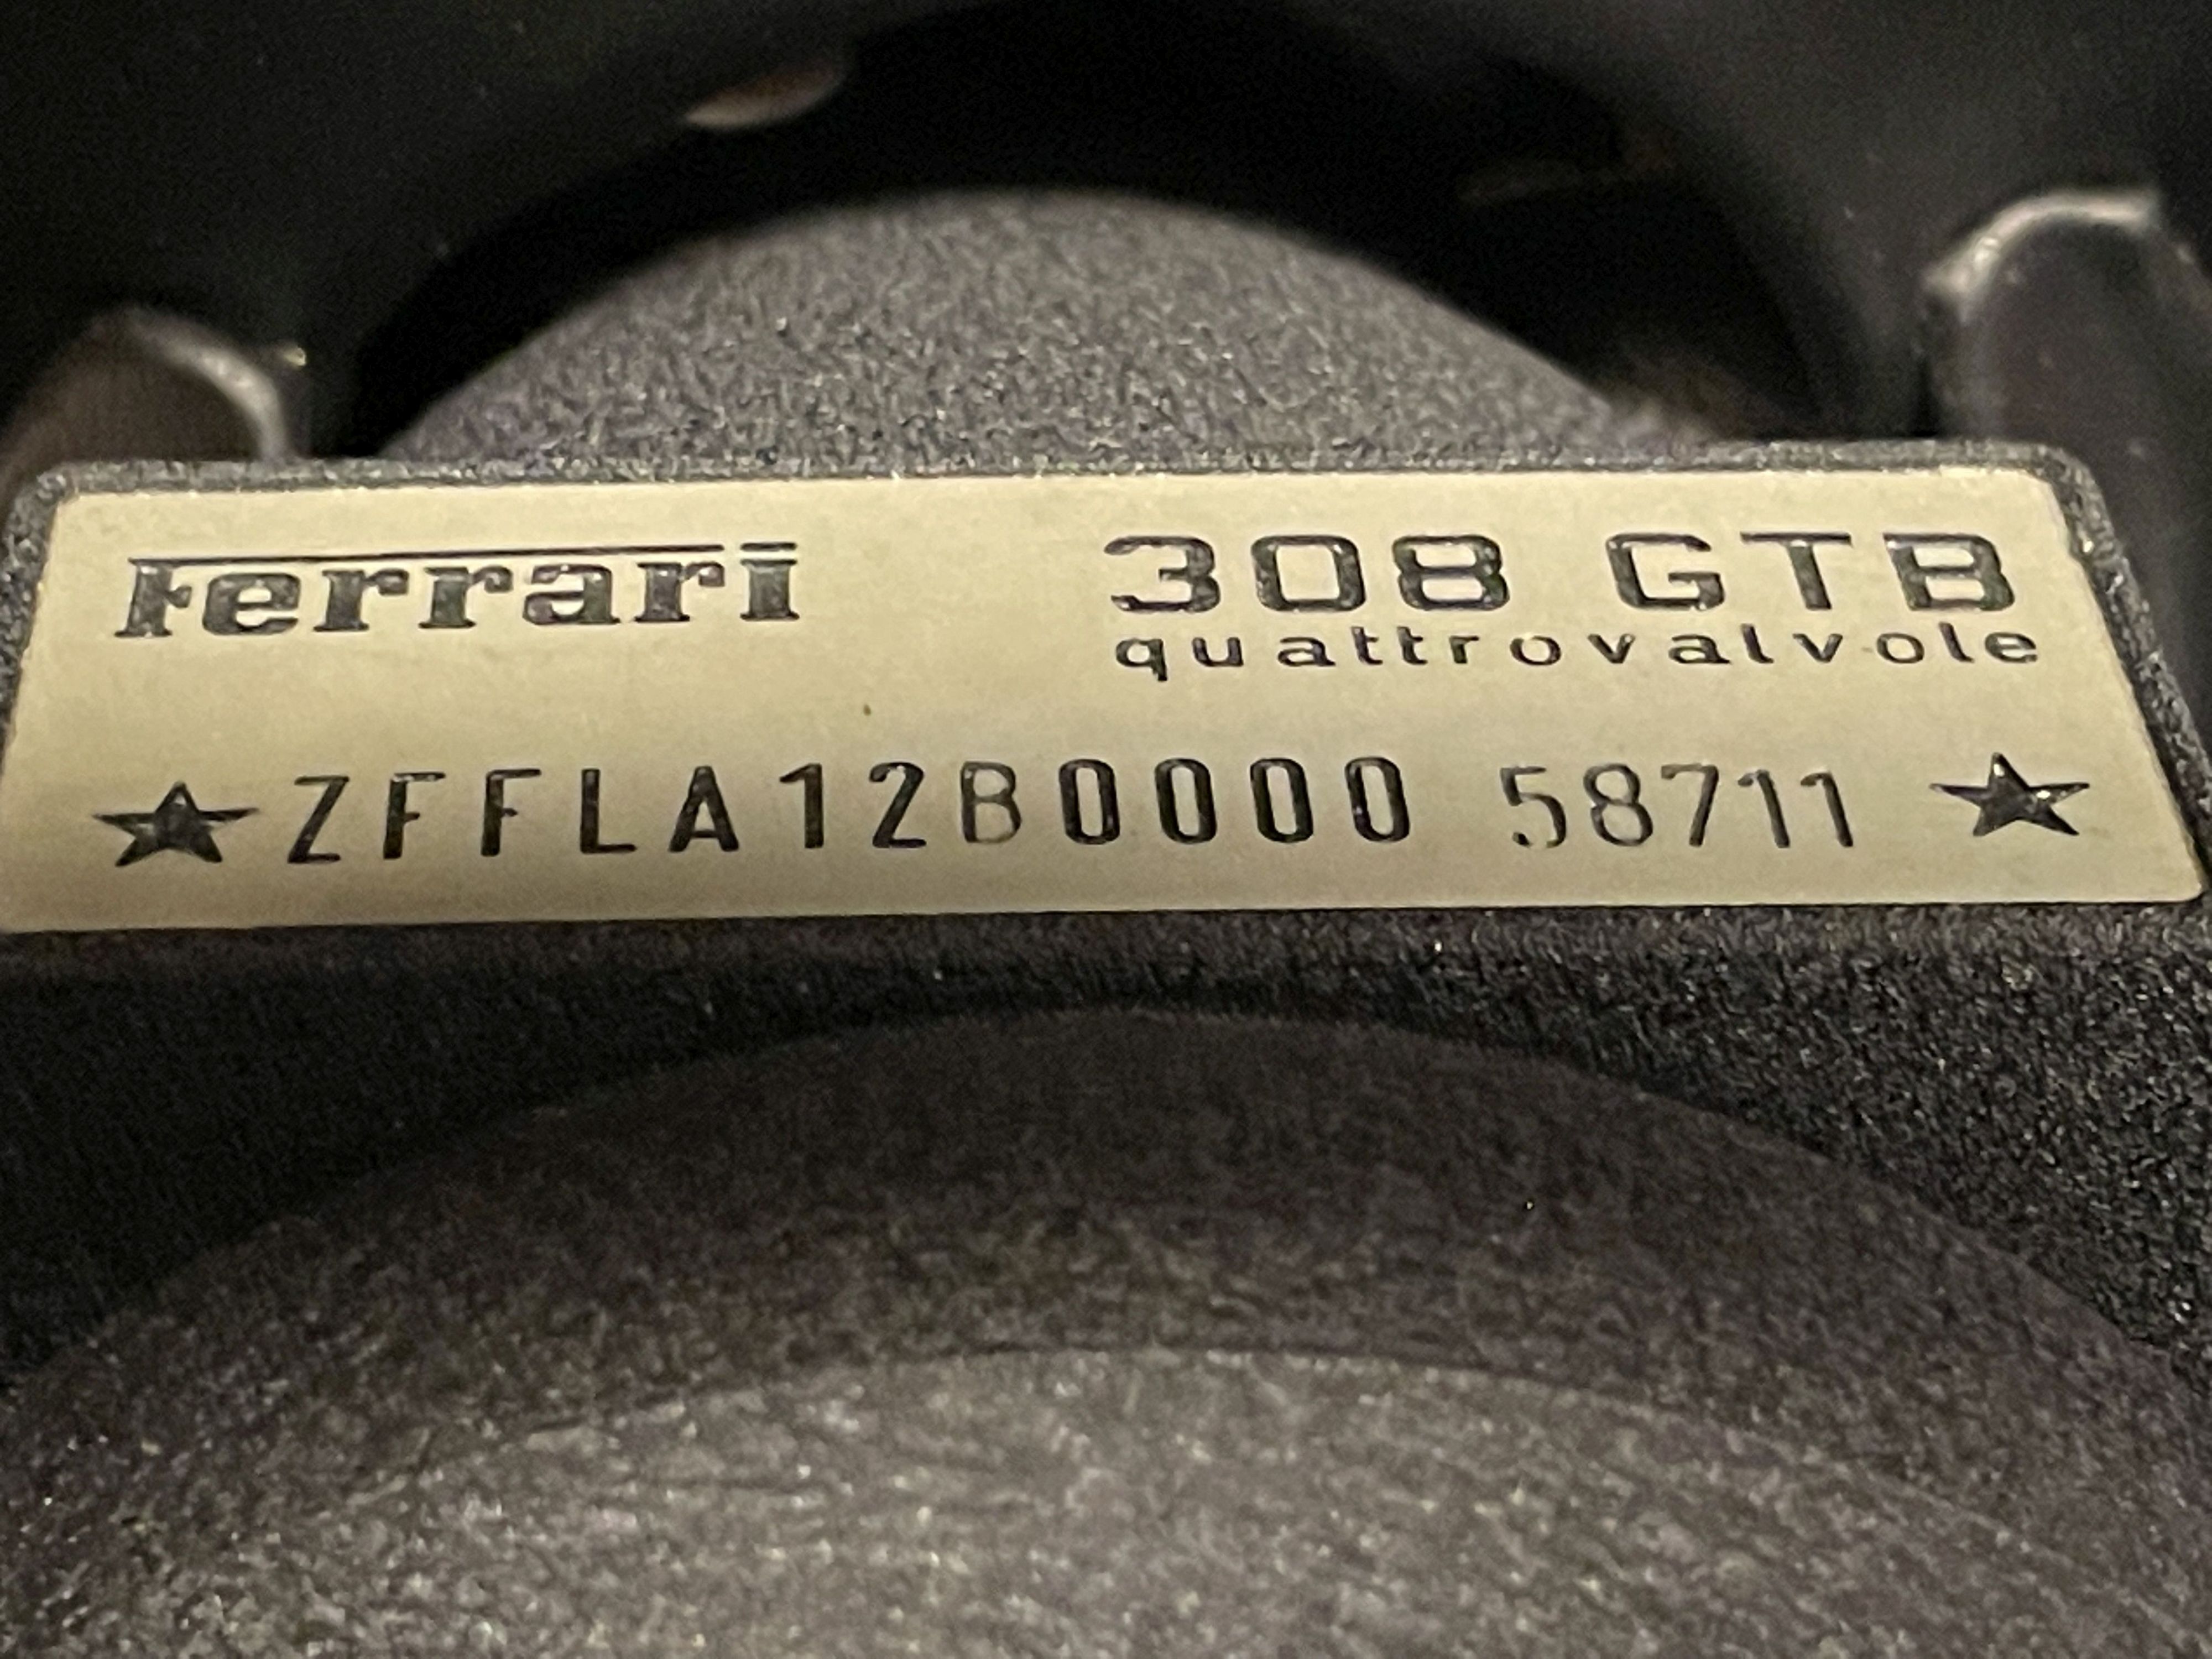 Ferrari 308 GTB
quattrovalvole
★ZFFLA12B0000 58711 ★